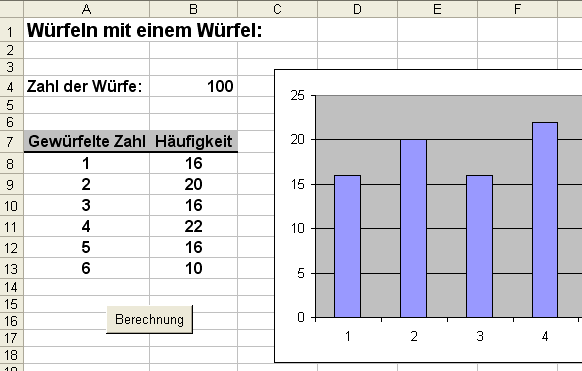 A B C D E F
1 Würfeln mit einem Würfel:
2
3
4 Zahl der Würfe: 100
5
6
7 Gewürfelte Zahl Häufigkeit
8 1 16
9 2 20
10 3 16
11 4 22
12 5 16
13 6 10
14
15
16 Berechnung
17
18
25
20
15
10
5
0
1 2 3 4